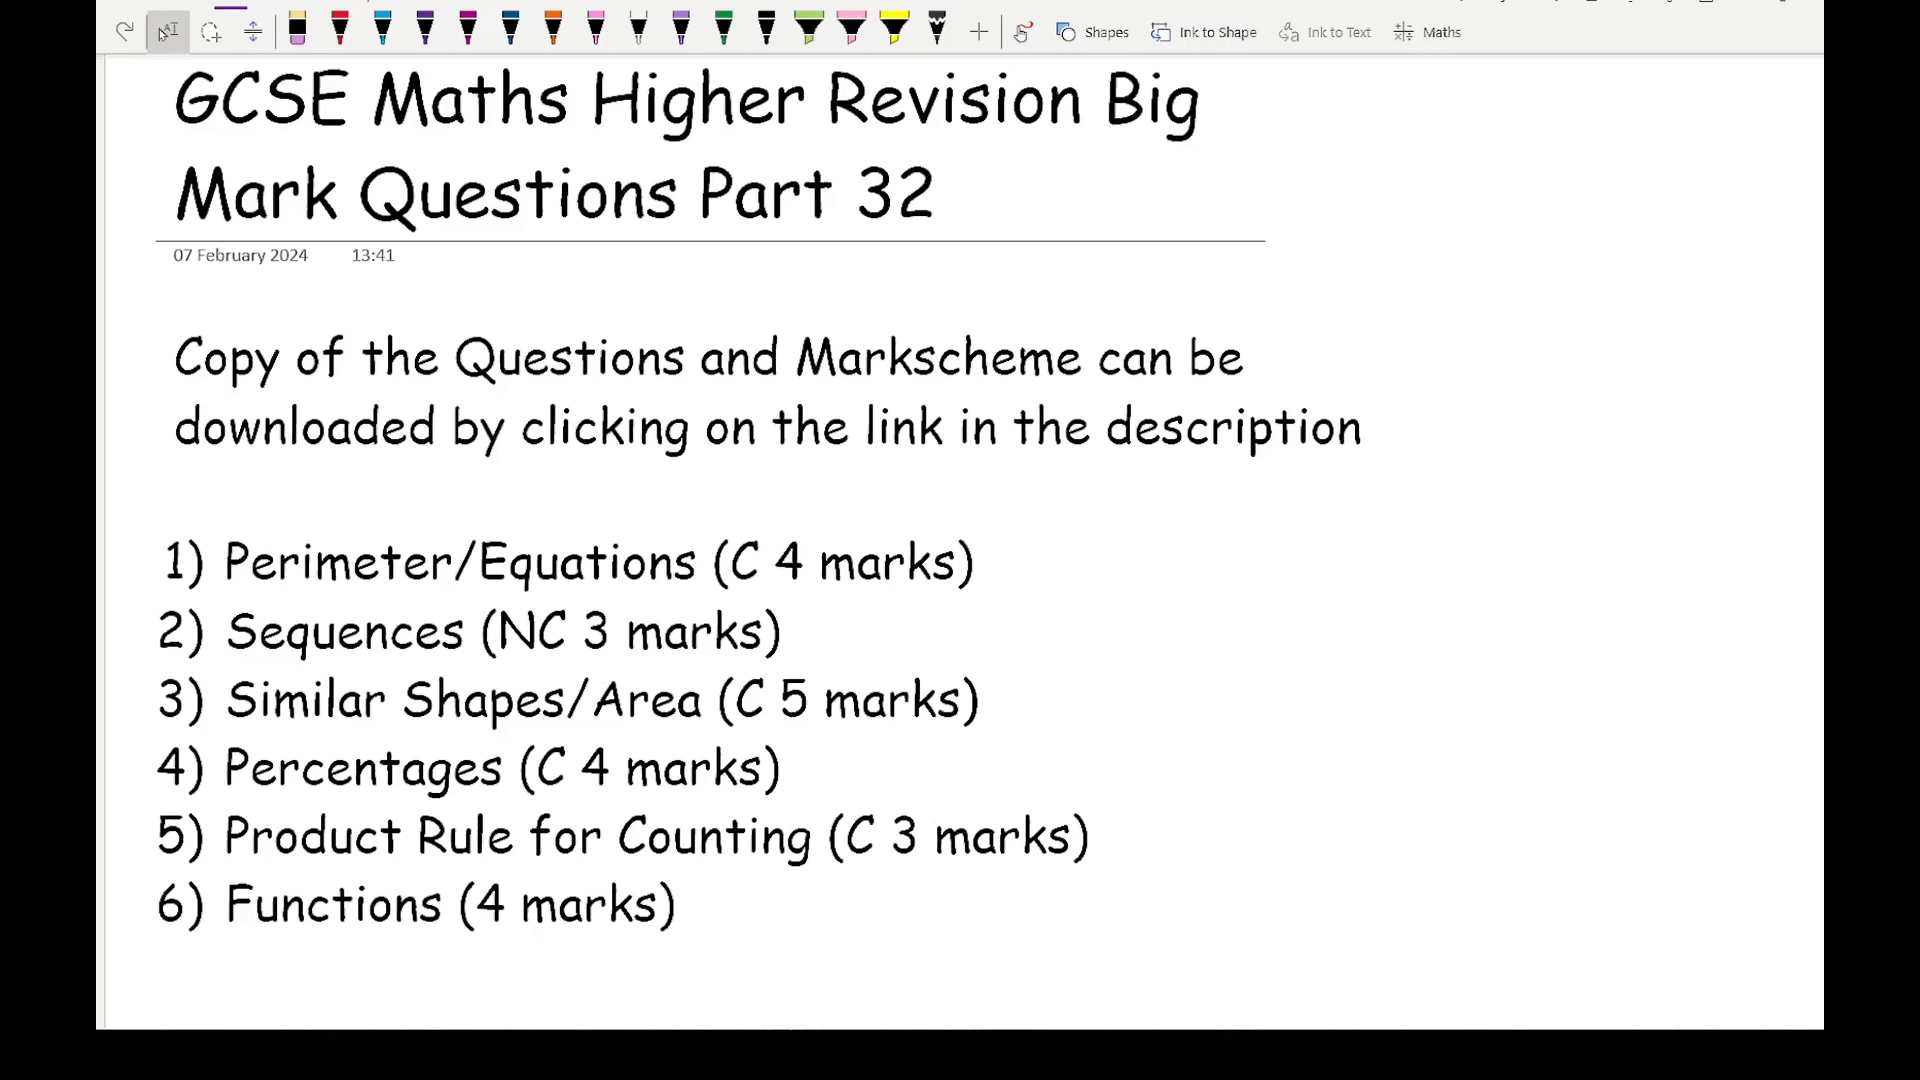 Shapes Ink to Shape Ink to Text Maths
GCSE Maths Higher Revision Big
Mark Questions Part 32
07 February 2024 13:41
Copy of the Questions and Markscheme can be
downloaded by clicking on the link in the description
1) Perimeter/Equations (C 4 marks)
2) Sequences (NC 3 marks)
3) Similar Shapes/Area (C 5 marks)
4) Percentages (C 4 marks)
5) Product Rule for Counting (C 3 marks)
6) Functions (4 marks)